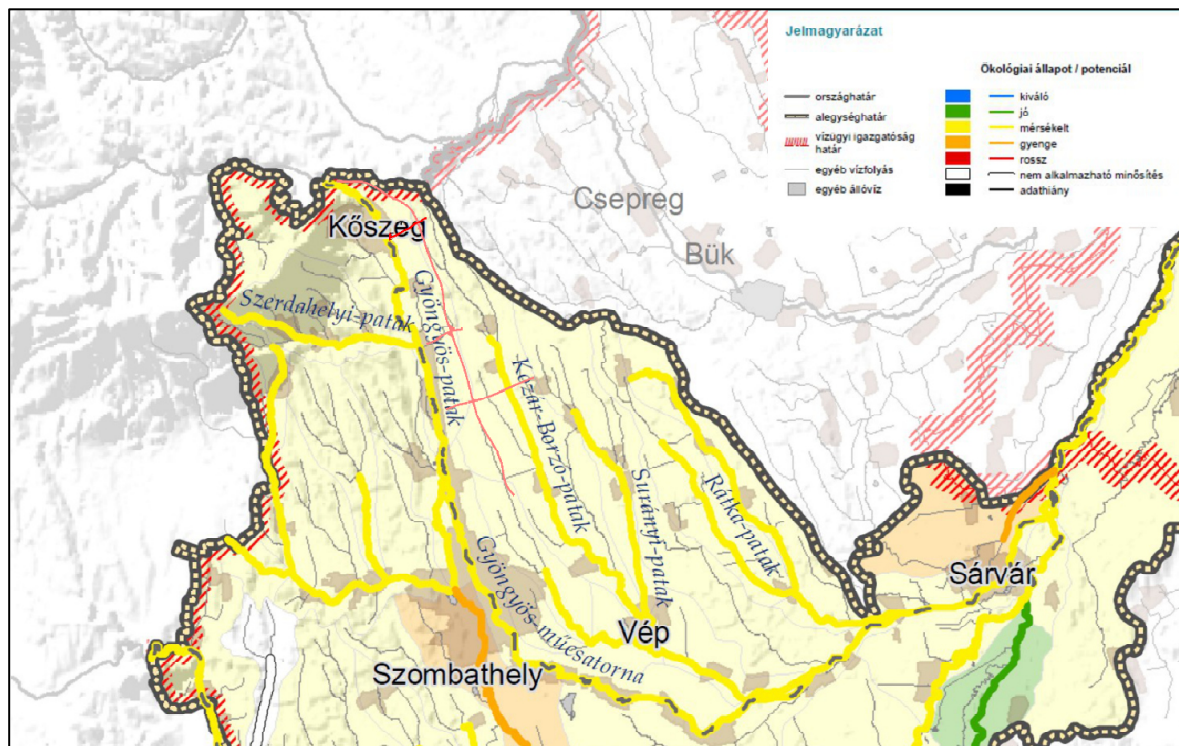 Jelmagyarázat
Ökológiai állapot / potenciál
országhatár
alegységhatár
vízügyi igazgatóság
határ
egyéb vízfolyás
egyéb állóvíz
kiváló
jó
mérsékelt
gyenge
rossz
nem alkalmazható minősítés
adathiány
Csepreg
Bük
Kőszeg
Szerdahelyi-patak
Gyöngyös-patak
Kozár-Borzó-patak
Surányi-patak
Ratka-patak
Gyöngyös-műcsatorna
Sárvár
Vép
Szombathely